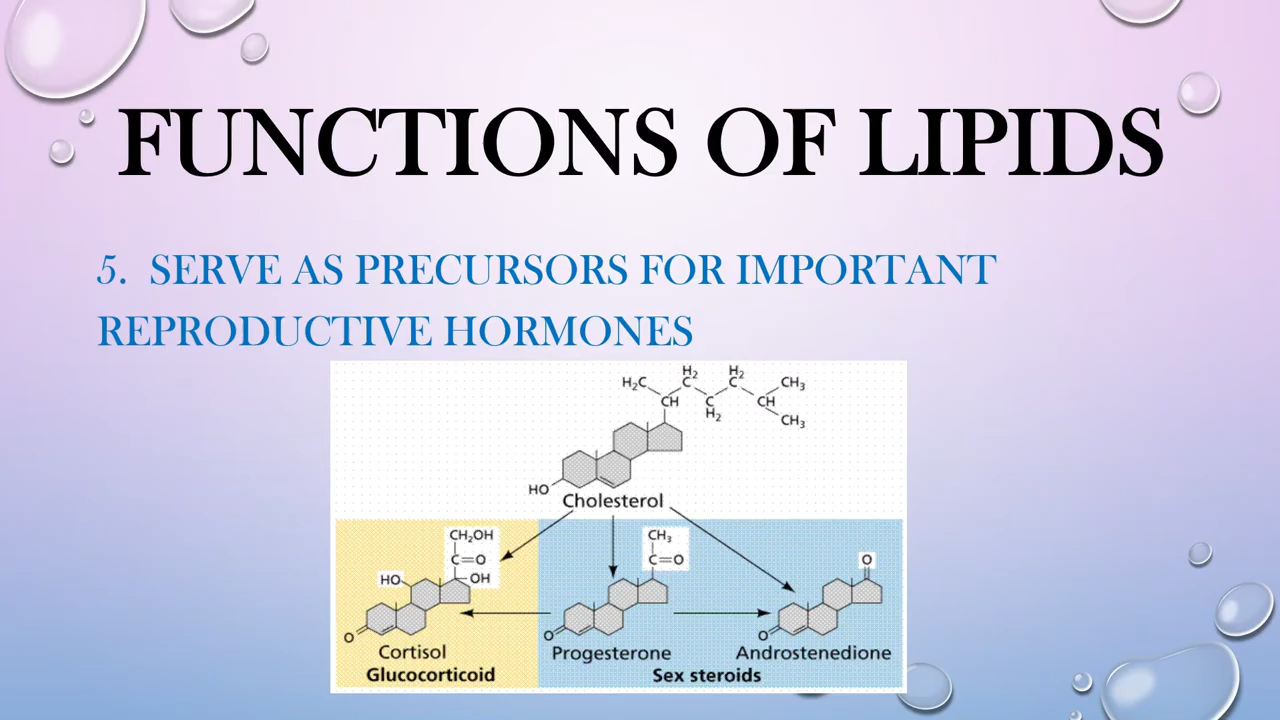 FUNCTIONS OF LIPIDS
5. SERVE AS PRECURSORS FOR IMPORTANT
REPRODUCTIVE HORMONES
H₂C
H₂
C
H₂
C
CH₃
CH
C
H₂
CH
CH₃
HO
Cholesterol
CH₂OH
C=O
OH
HO
O
Cortisol
Glucocorticoid
CH₃
C=O
O
Progesterone
O
O
Androstenedione
Sex steroids